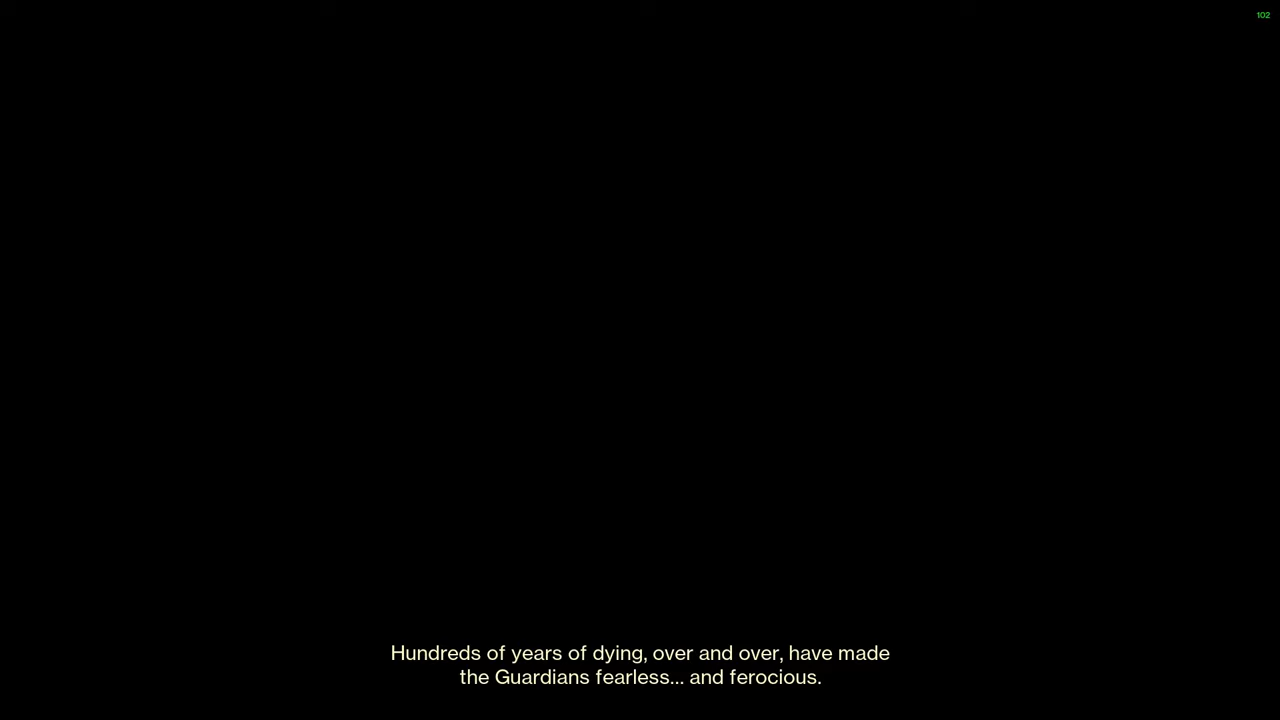 102
Hundreds of years of dying, over and over, have made
the Guardians fearless... and ferocious.